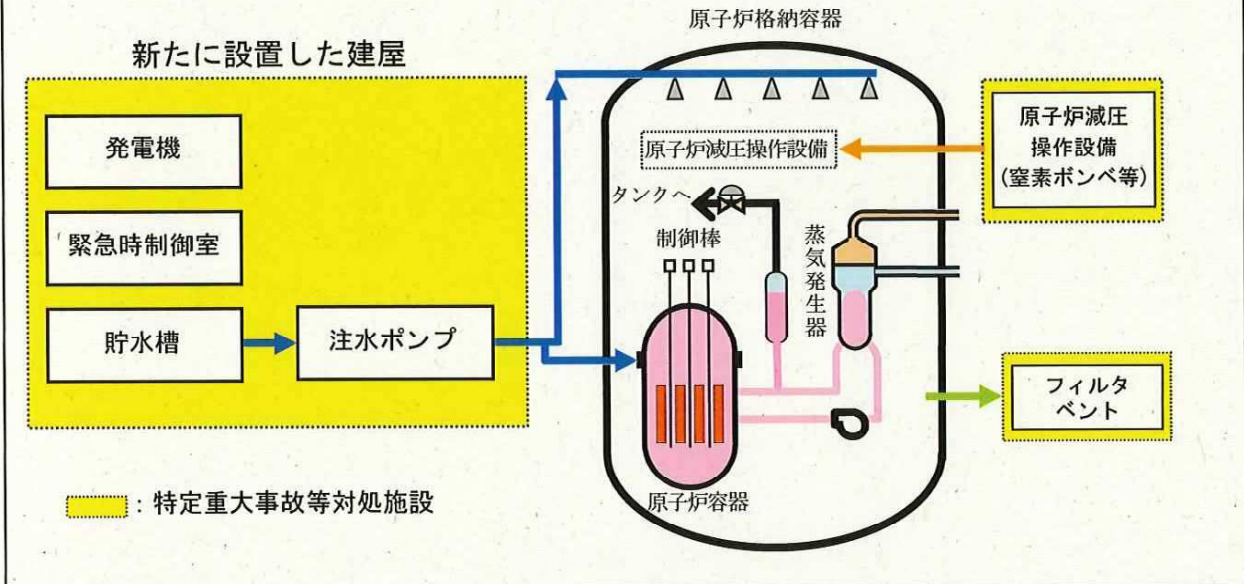 原子炉格納容器
新たに設置した建屋
発電機
緊急時制御室
貯水槽
注水ポンプ
原子炉減圧操作設備
タンクへ
制御棒
蒸気発生器
原子炉容器
原子炉減圧
操作設備
(窒素ボンベ等)
フィルタ
ベント
：特定重大事故等対処施設